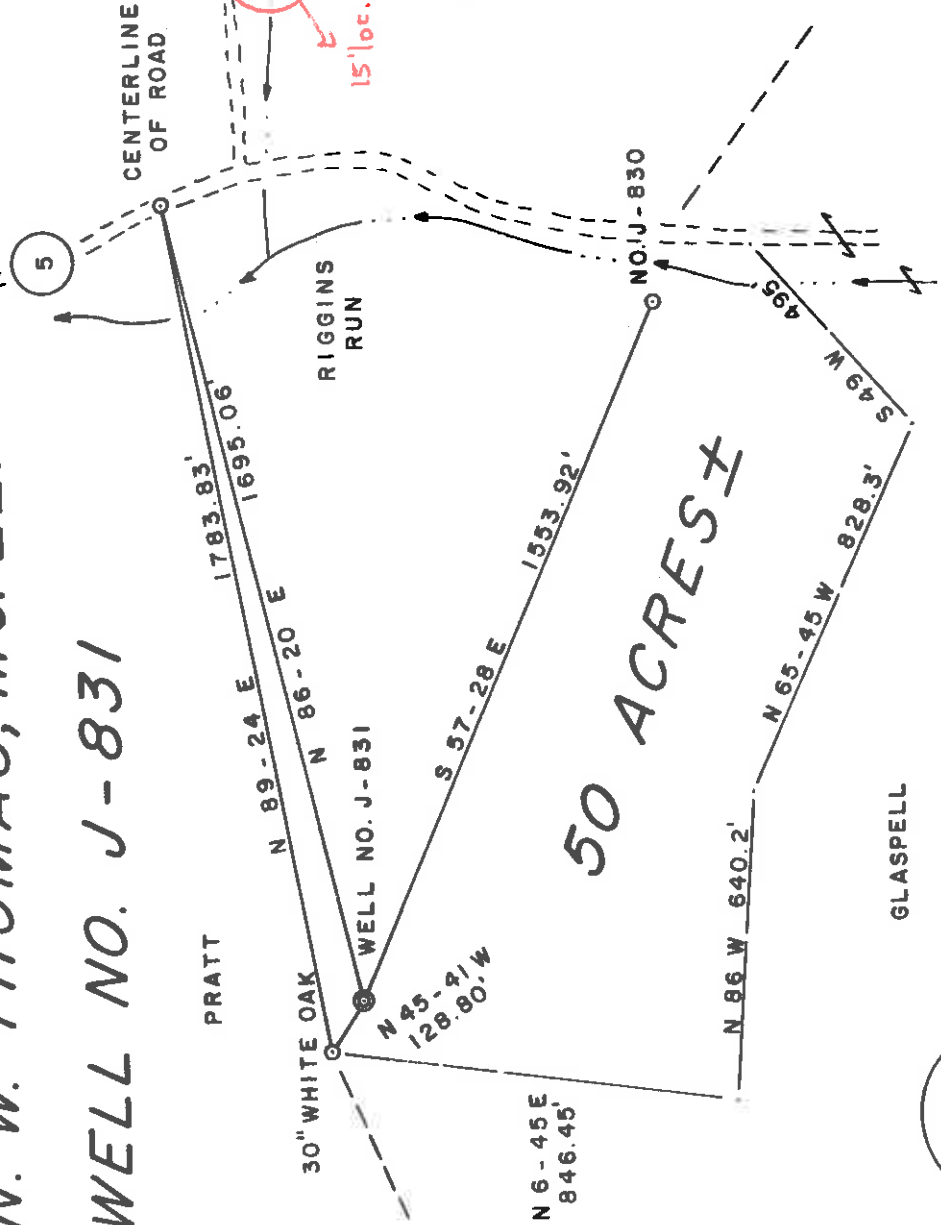 N. W. THOMAS,
WELL NO. J-831
PRATT
CENTERLINE
OF ROAD
15' loc.
5
N 89-24 E 1783.83'
N 86-20 E 1695.06'
RIGGINS
RUN
30" WHITE OAK
WELL NO. J-831
N 45-41 W
128.80'
S 57-28 E 1553.92'
NO. J-830
50 ACRES ±
S 49 W 495
N 65-45 W 828.3'
N 86 W 640.2'
N 6-45 E
846.45'
GLASPELL